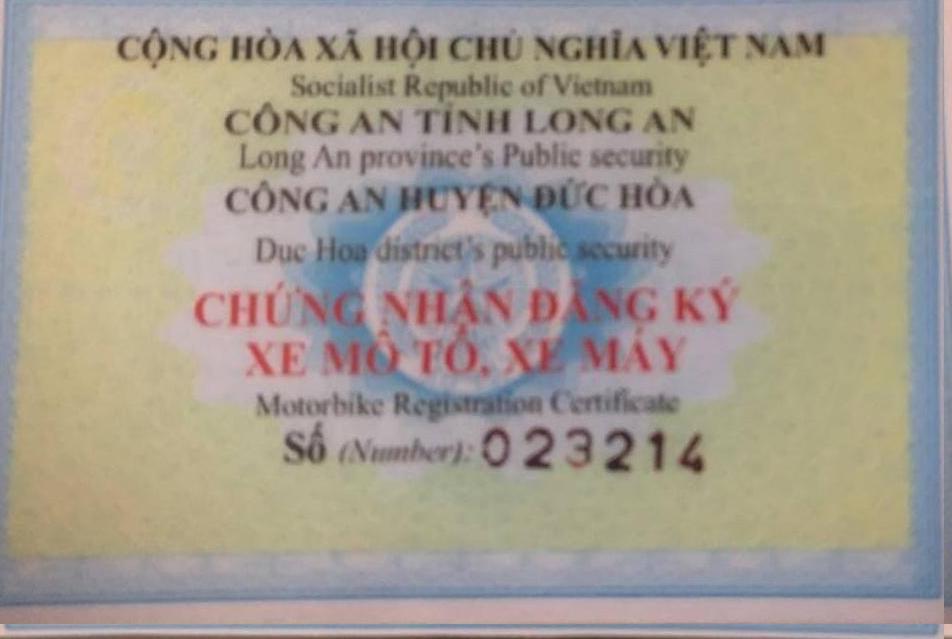 CỘNG HÒA XÃ HỘI CHỦ NGHĨA VIỆT NAM
Socialist Republic of Vietnam
CÔNG AN TỈNH LONG AN
Long An province's Public security
CÔNG AN HUYỆN ĐỨC HÒA
Duc Hoa district's public security
CHỨNG NHẬN ĐĂNG KÝ
XE MÔ TÔ, XE MÁY
Motorbike Registration Certificate
Số (Number): 023214